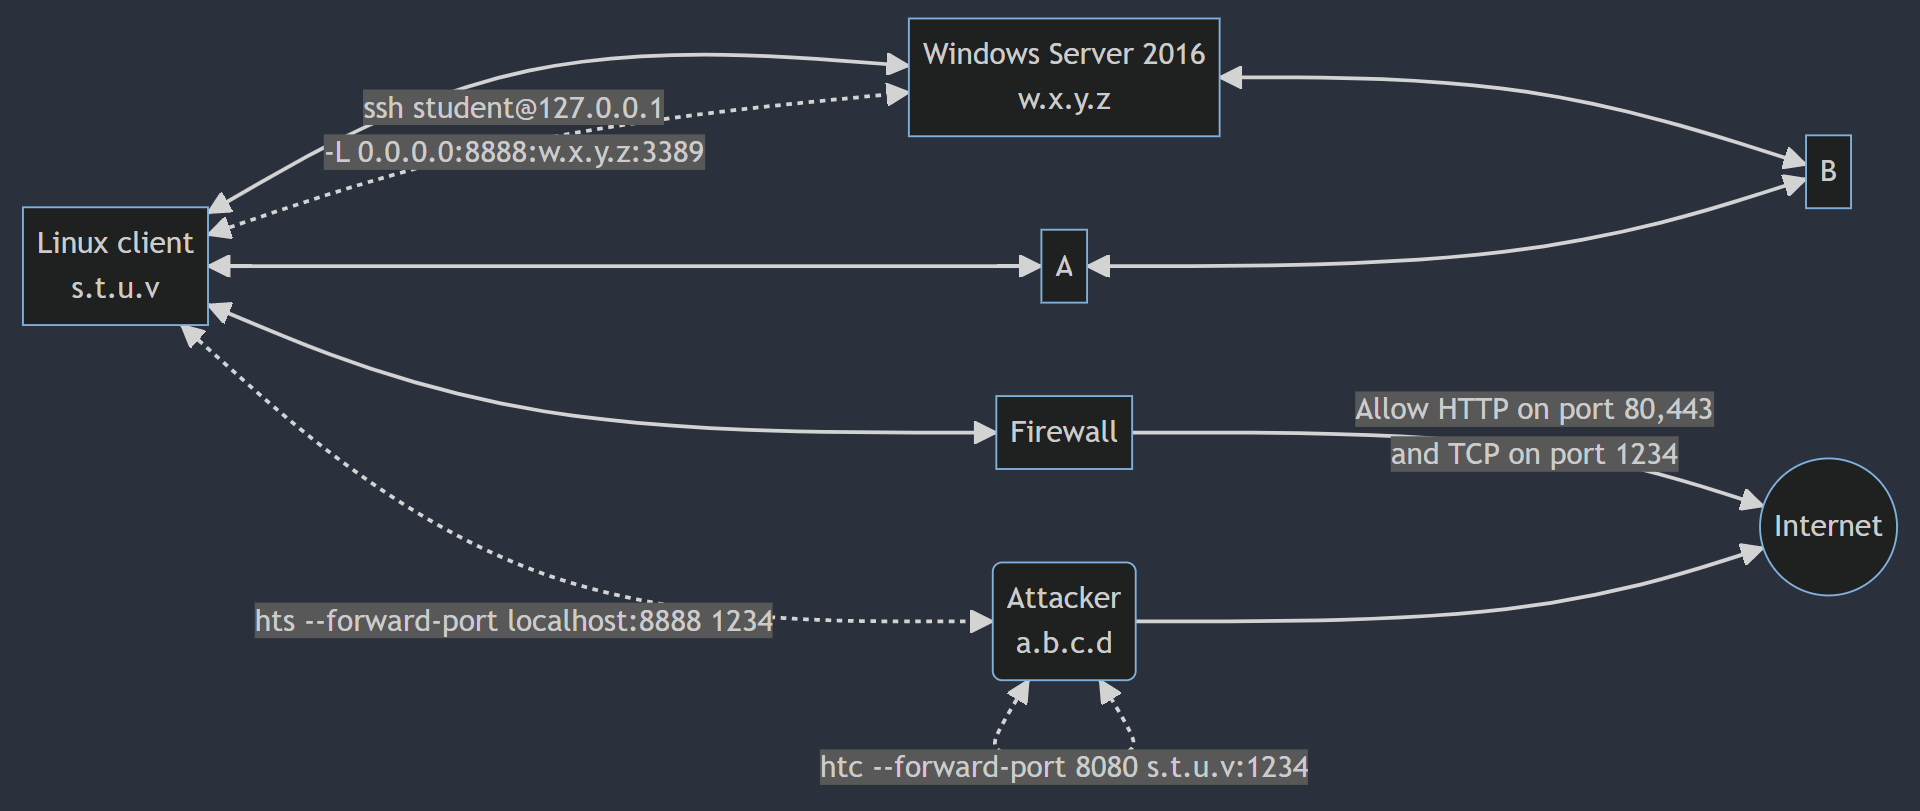 Windows Server 2016
w.x.y.z
ssh student@127.0.0.1
-L 0.0.0.0:8888:w.x.y.z:3389
B
Linux client
s.t.u.v
A
Firewall
Allow HTTP on port 80,443
and TCP on port 1234
Internet
hts --forward-port localhost:8888 1234
Attacker
a.b.c.d
htc --forward-port 8080 s.t.u.v:1234